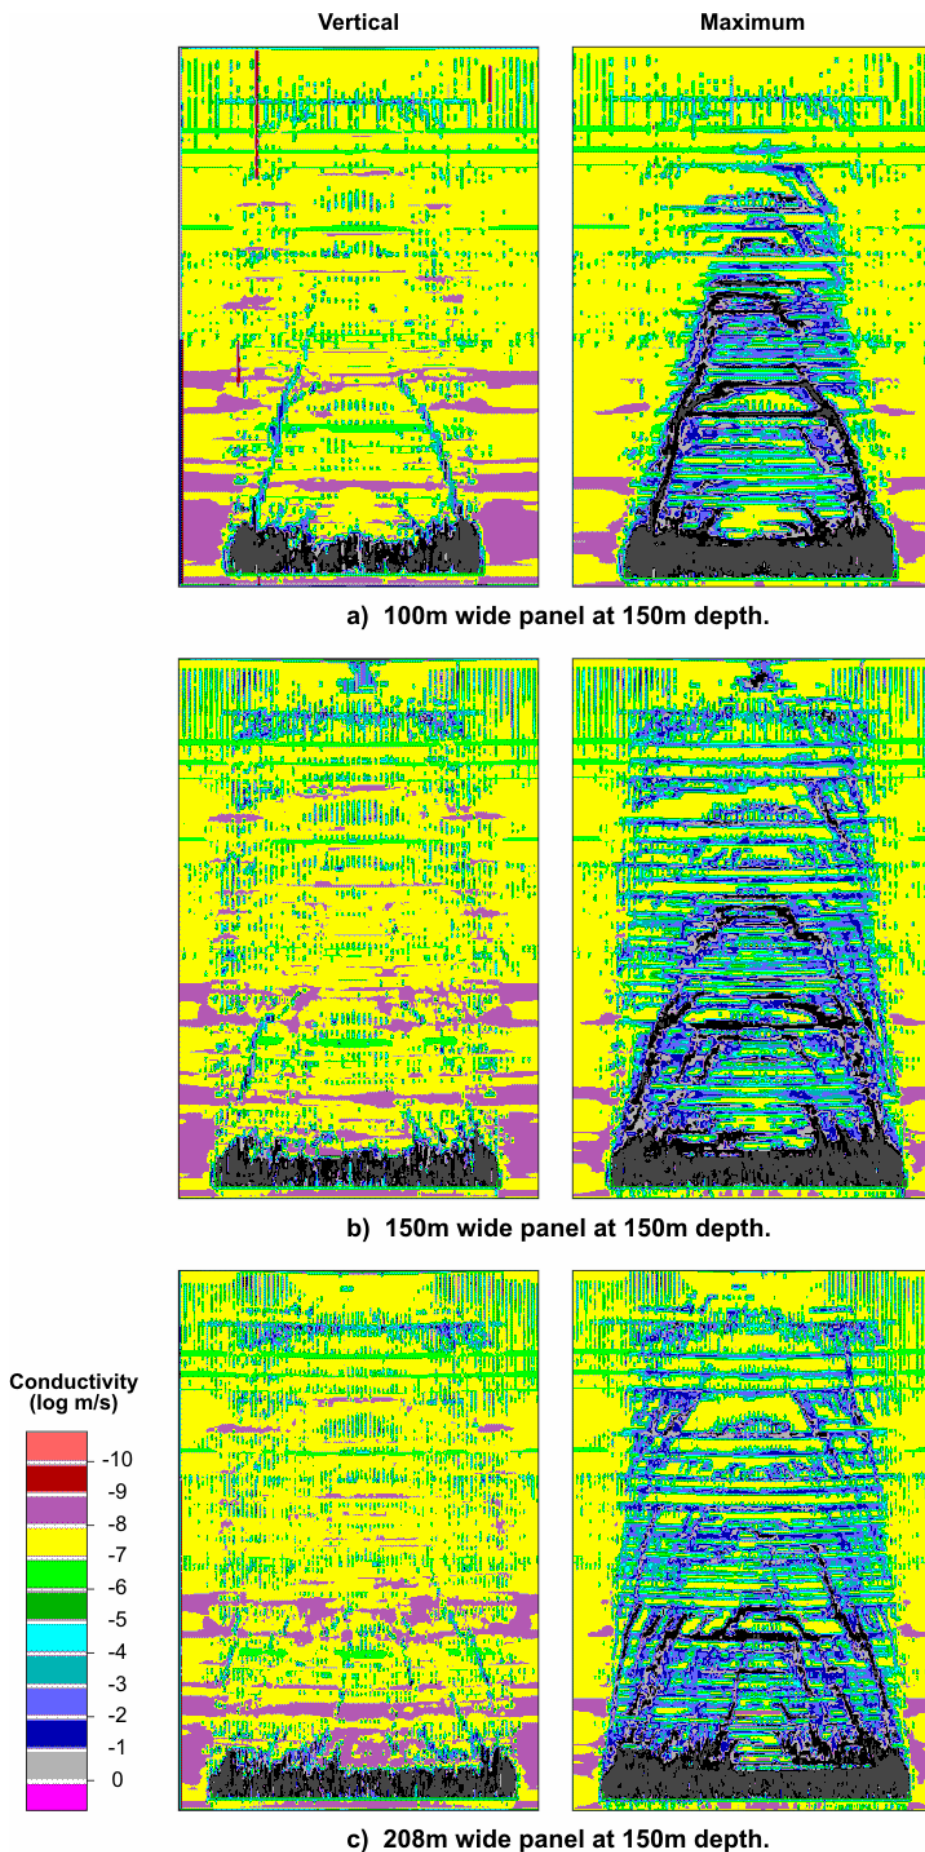 Vertical Maximum
a) 100m wide panel at 150m depth.
b) 150m wide panel at 150m depth.
Conductivity
(log m/s)
-10
-9
-8
-7
-6
-5
-4
-3
-2
-1
0
c) 208m wide panel at 150m depth.